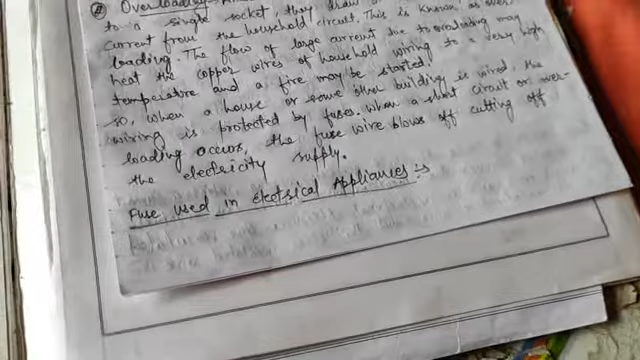 Overloading
to a single socket, they draw
current from the household circuit. This is known as over-
loading. The flow of large current due to overloading may
heat the copper wires of household wiring to a very high
temperature and a fire may be started.
So, when a house or some other building is wired, the
wiring is protected by fuses. When a short circuit or over-
loading occurs, the fuse wire blows off cutting off
the electricity supply.
Fuse used in Electrical Appliances :-